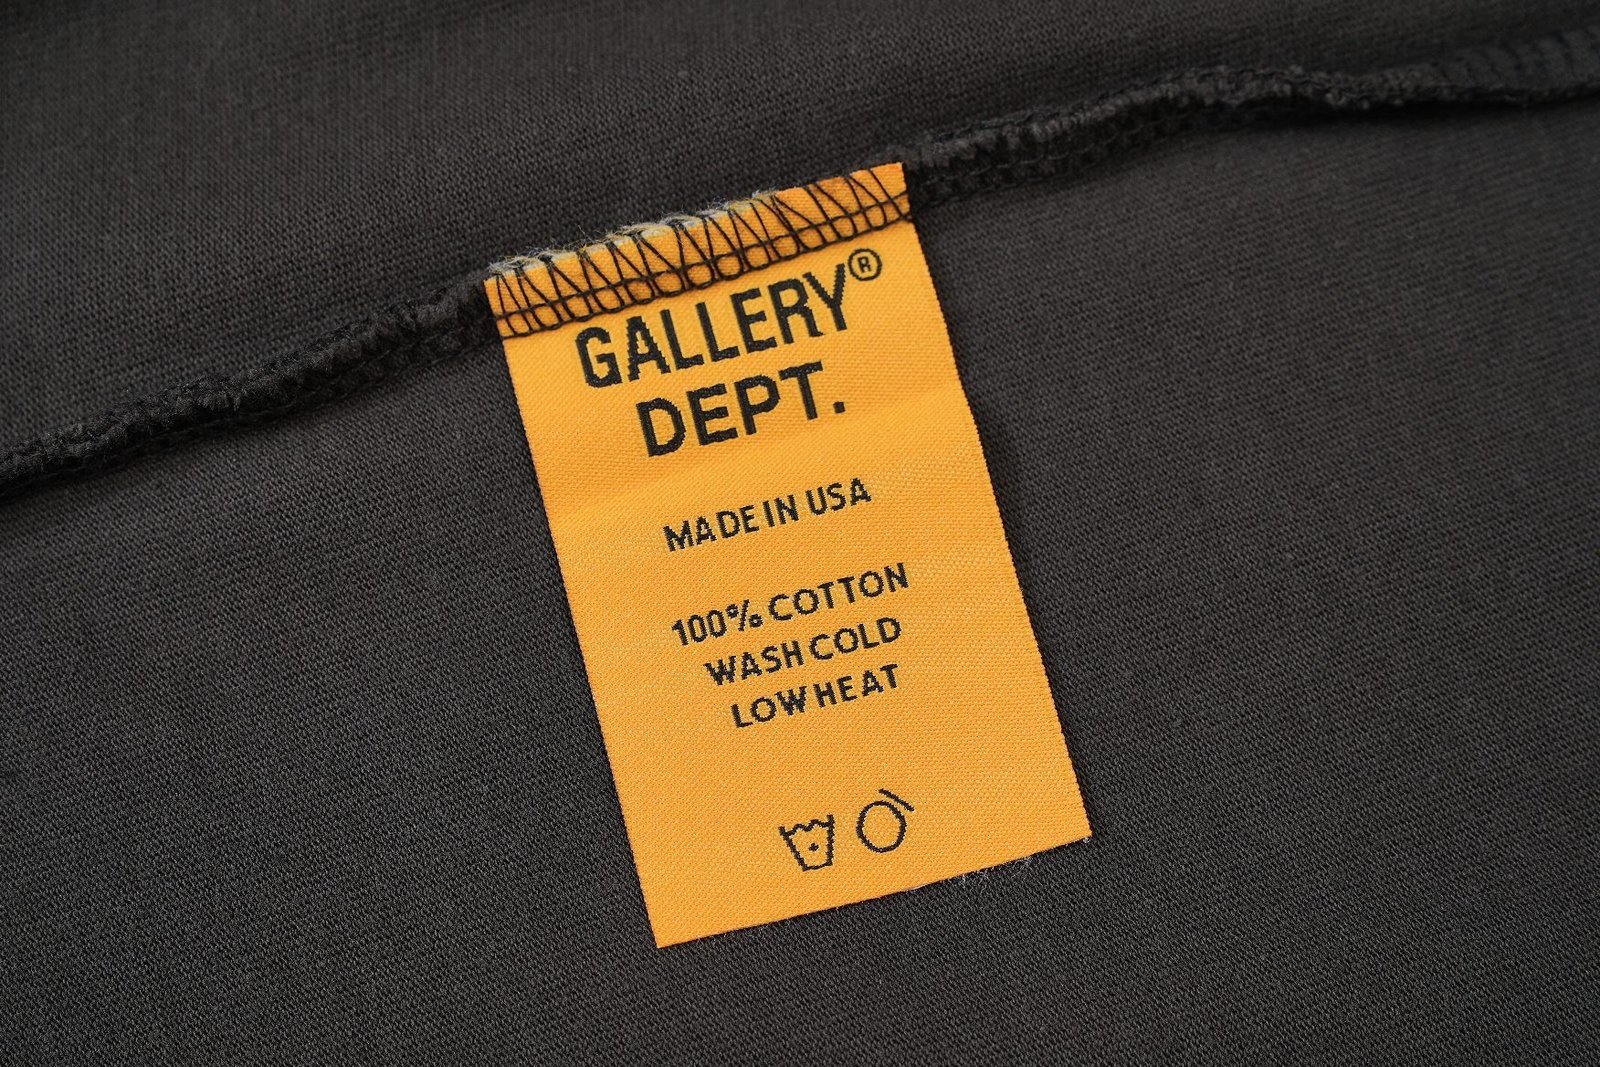 GALLERY®
DEPT.
MADE IN USA
100% COTTON
WASH COLD
LOW HEAT